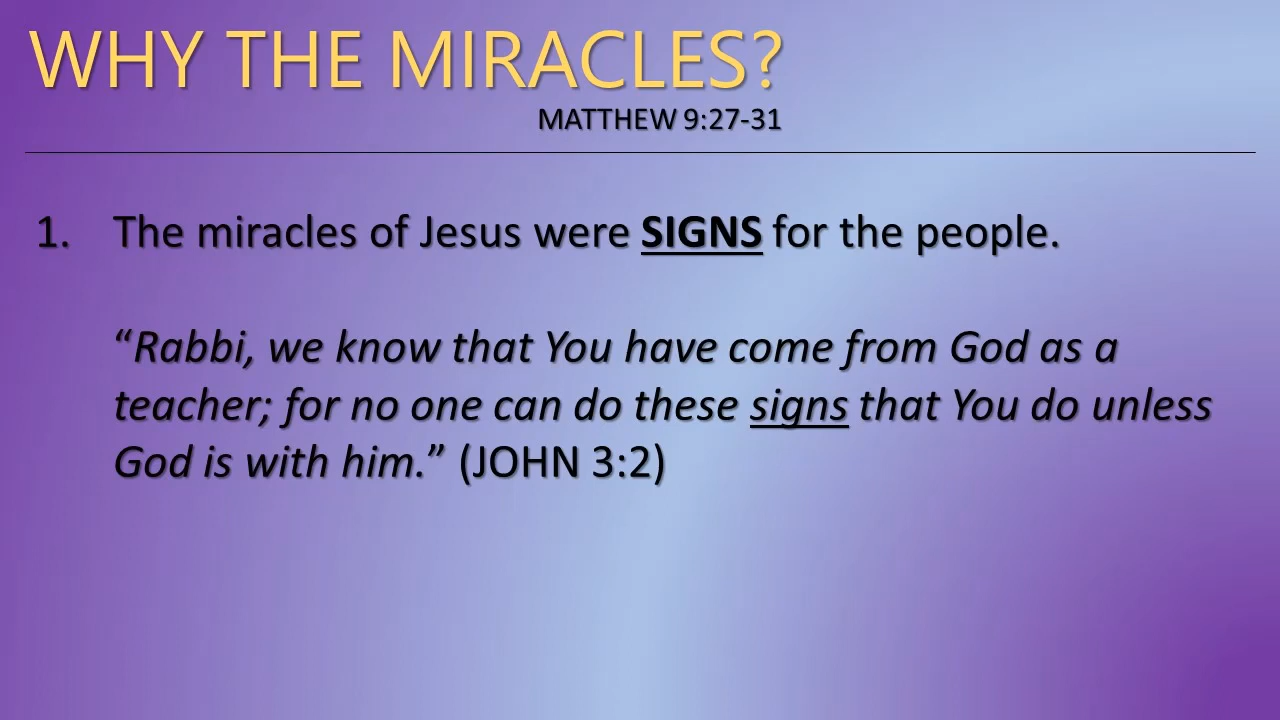 WHY THE MIRACLES?
MATTHEW 9:27-31
1. The miracles of Jesus were SIGNS for the people.
“Rabbi, we know that You have come from God as a
teacher; for no one can do these signs that You do unless
God is with him.” (JOHN 3:2)